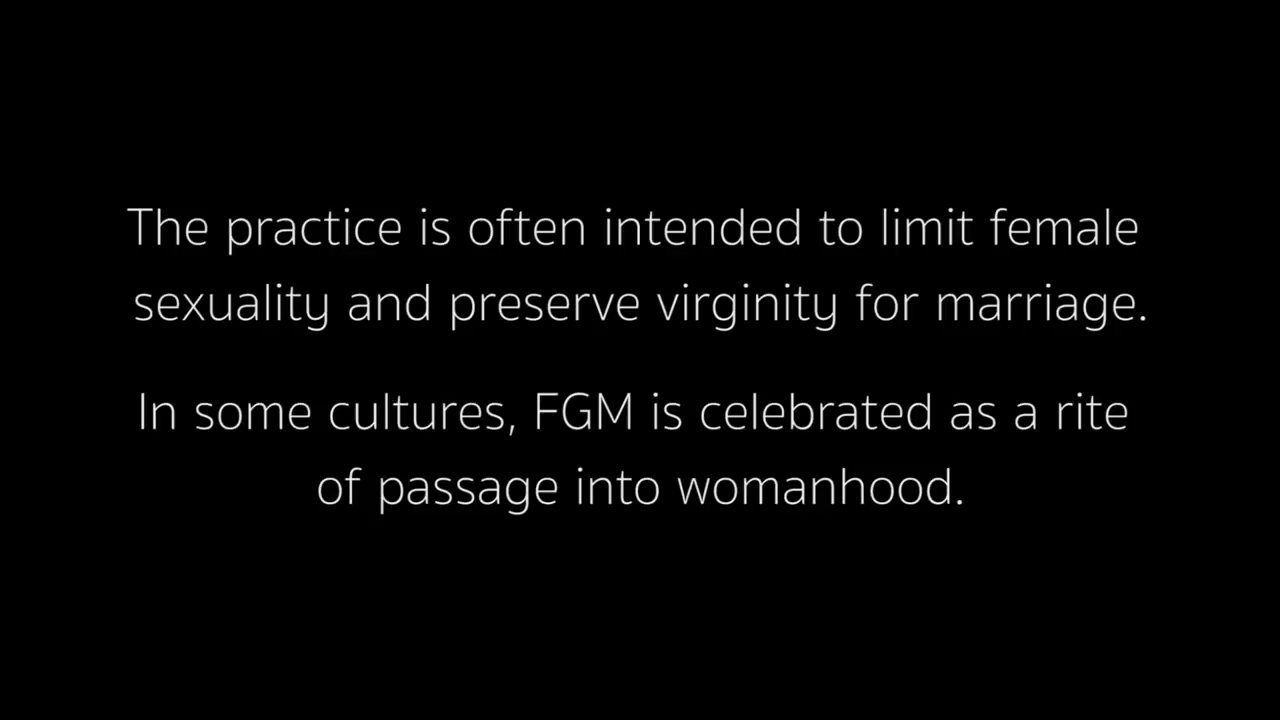 The practice is often intended to limit female
sexuality and preserve virginity for marriage.
In some cultures, FGM is celebrated as a rite
of passage into womanhood.